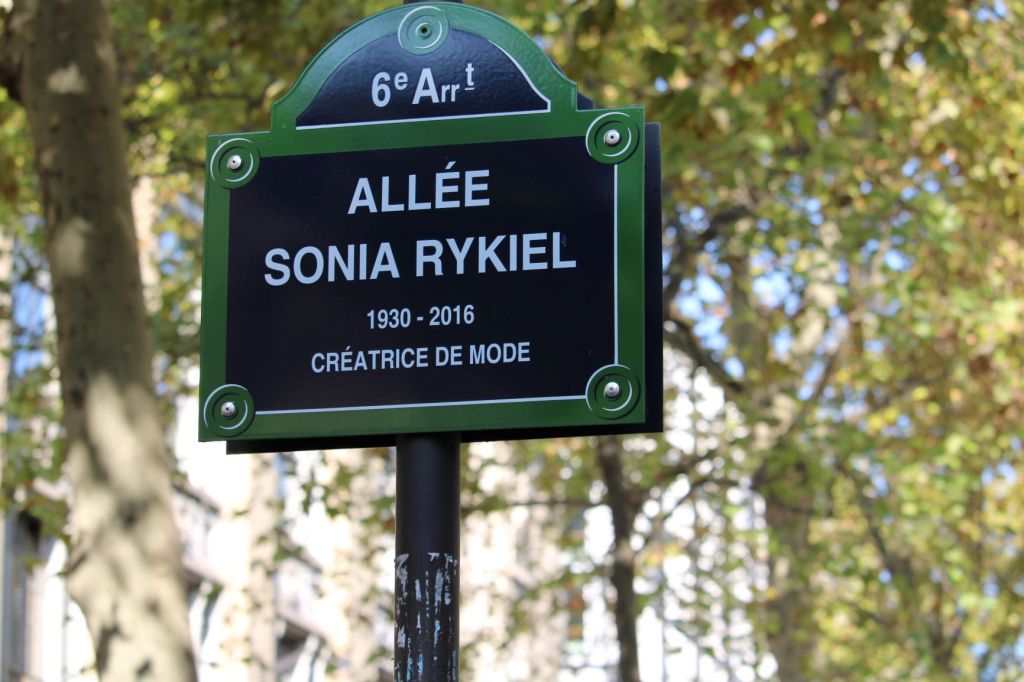 6e Arrt
ALLÉE
SONIA RYKIEL
1930 - 2016
CRÉATRICE DE MODE